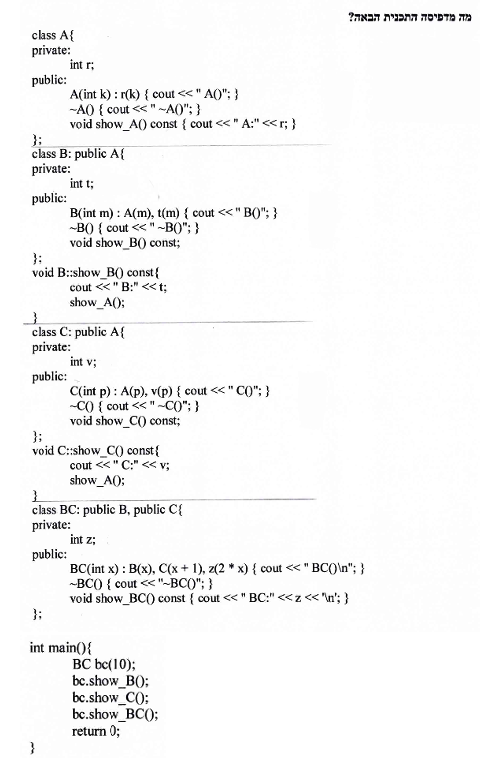 מה מדפיסה התכנית הבאה?
class A{
private:
int r;
public:
A(int k) : r(k) { cout << " A()"; }
~A() { cout << " ~A()"; }
void show_A() const { cout << " A:" << r; }
};
class B: public A{
private:
int t;
public:
B(int m) : A(m), t(m) { cout << " B()"; }
~B() { cout << " ~B()"; }
void show_B() const;
};
void B::show_B() const{
cout << " B:" << t;
show_A();
}
class C: public A{
private:
int v;
public:
C(int p) : A(p), v(p) { cout << " C()"; }
~C() { cout << " ~C()"; }
void show_C() const;
};
void C::show_C() const{
cout << " C:" << v;
show_A();
}
class BC: public B, public C{
private:
int z;
public:
BC(int x) : B(x), C(x + 1), z(2 * x) { cout << " BC()\n"; }
~BC() { cout << "~BC()"; }
void show_BC() const { cout << " BC:" << z << '\n'; }
};
int main(){
BC bc(10);
bc.show_B();
bc.show_C();
bc.show_BC();
return 0;
}